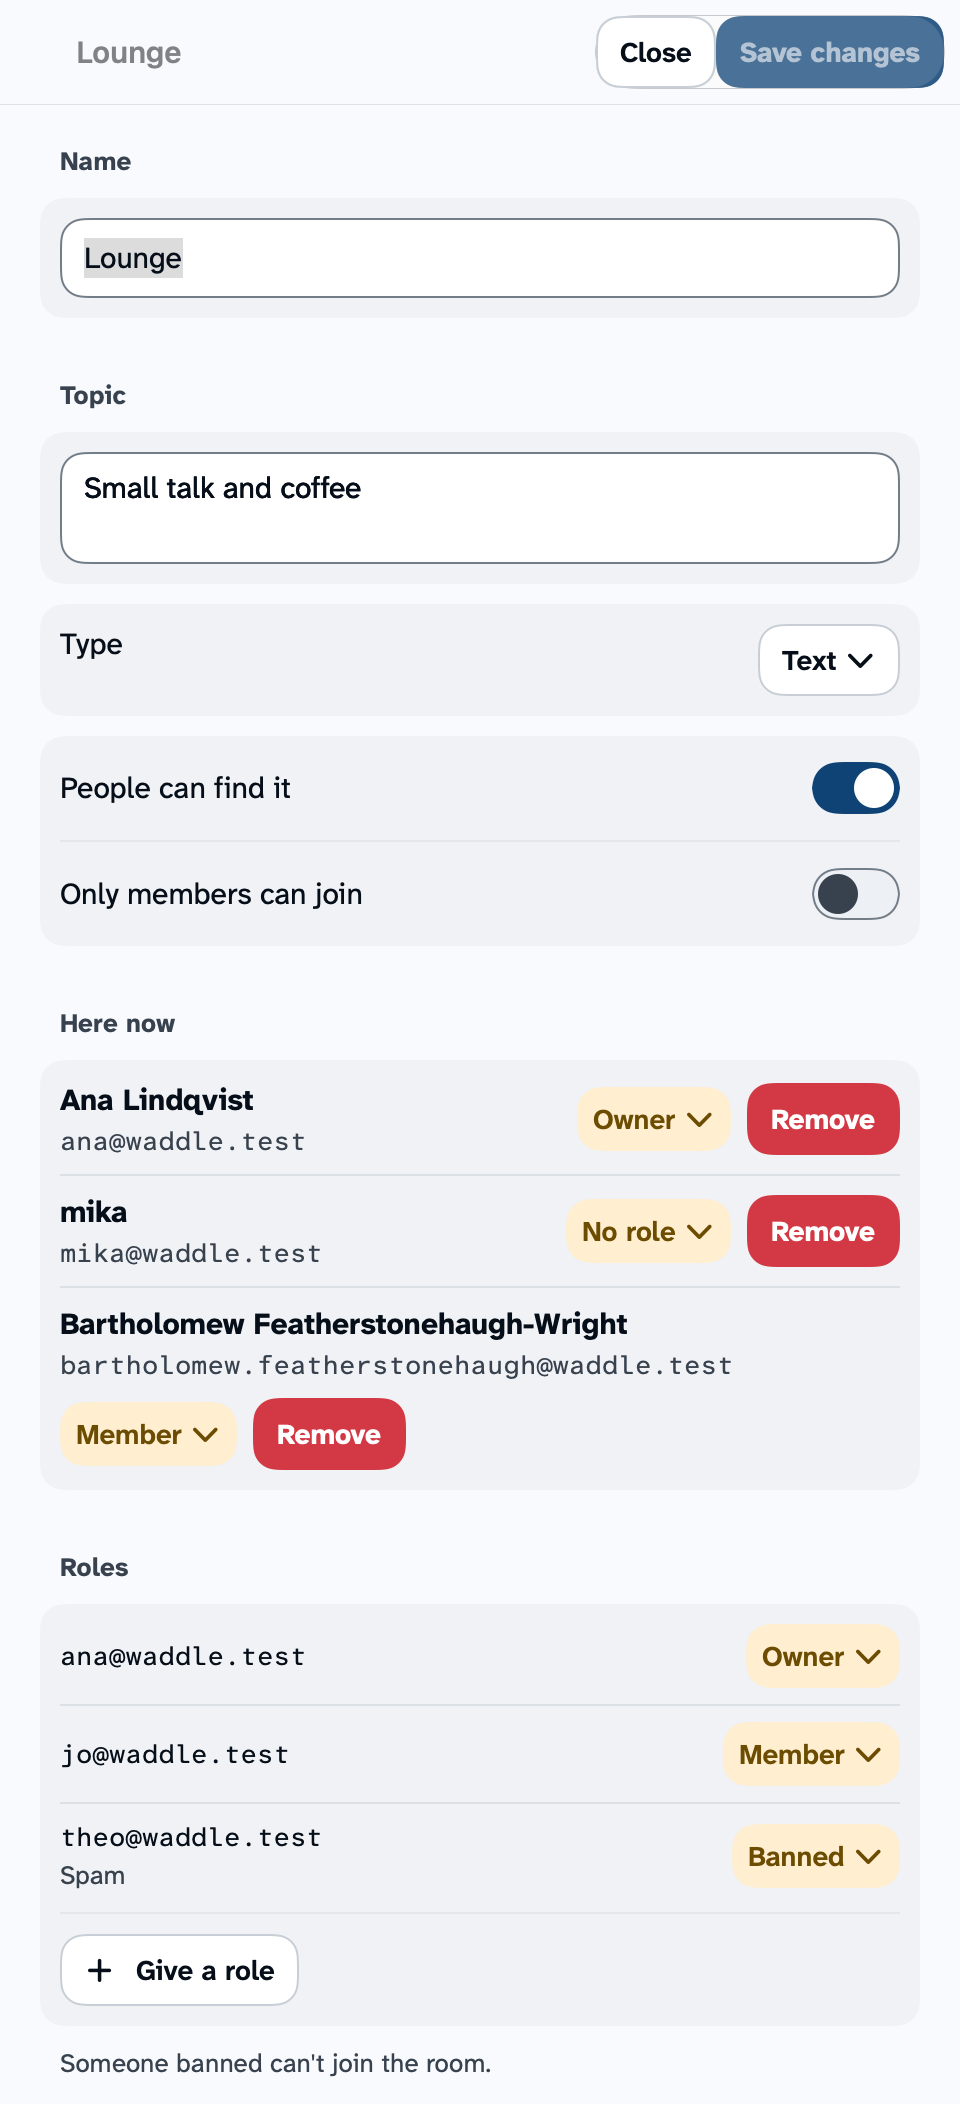 Lounge
Close
Save changes
Name
Lounge
Topic
Small talk and coffee
Type
Text
People can find it
Only members can join
Here now
Ana Lindqvist
ana@waddle.test
Owner
Remove
mika
mika@waddle.test
No role
Remove
Bartholomew Featherstonehaugh-Wright
bartholomew.featherstonehaugh@waddle.test
Member
Remove
Roles
ana@waddle.test
Owner
jo@waddle.test
Member
theo@waddle.test
Spam
Banned
Give a role
Someone banned can't join the room.